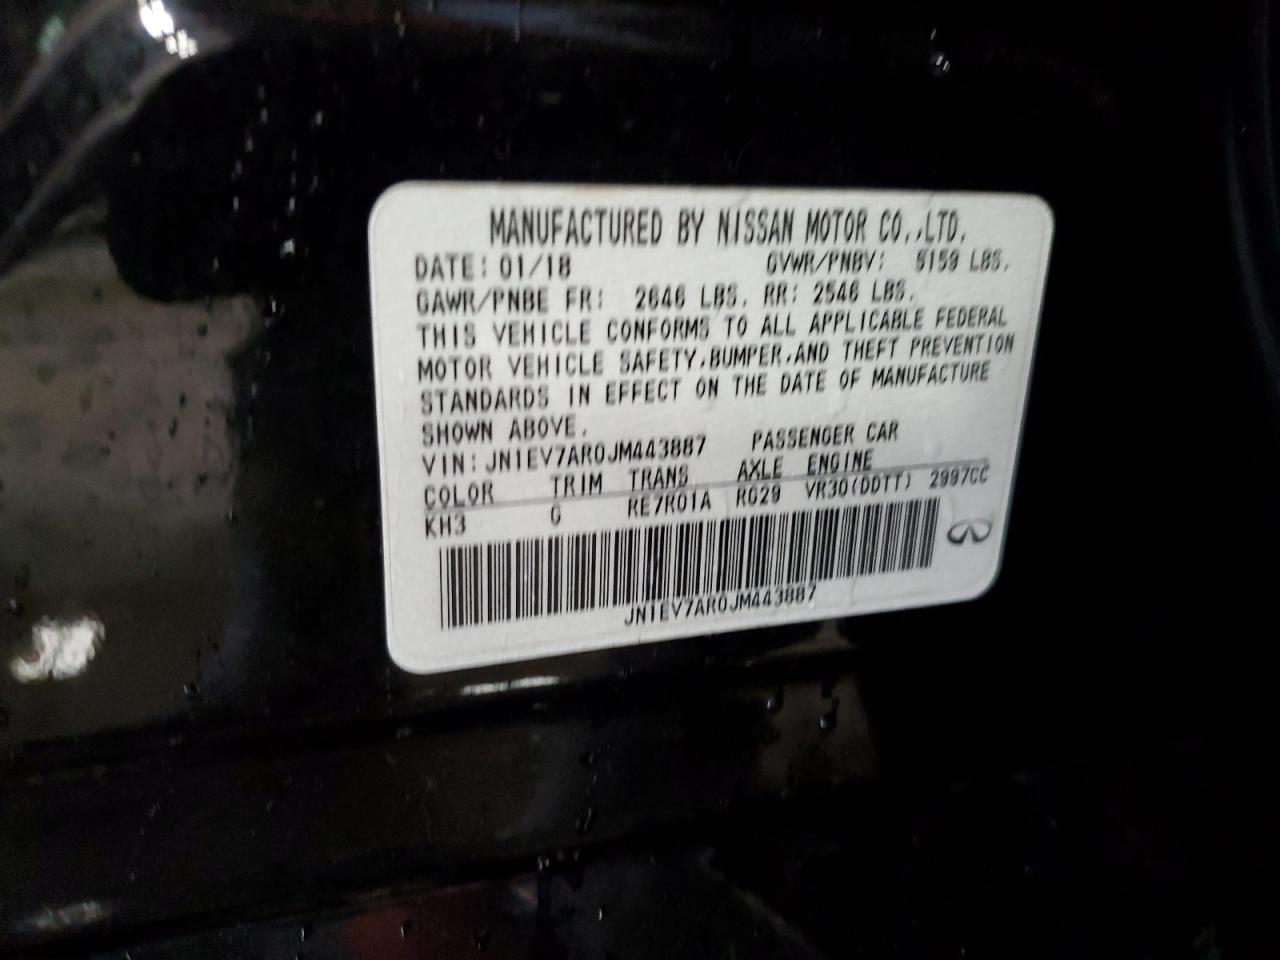 MANUFACTURED BY NISSAN MOTOR CO.,LTD.
DATE: 01/18 GVWR/PNBV: 5159 LBS.
GAWR/PNBE FR: 2646 LBS. RR: 2546 LBS.
THIS VEHICLE CONFORMS TO ALL APPLICABLE FEDERAL
MOTOR VEHICLE SAFETY,BUMPER,AND THEFT PREVENTION
STANDARDS IN EFFECT ON THE DATE OF MANUFACTURE
SHOWN ABOVE.
VIN: JN1EV7AR0JM443887 PASSENGER CAR
COLOR TRIM TRANS AXLE ENGINE
KH3 G RE7R01A RG29 VR30(DDTT) 2997CC
JN1EV7AR0JM443887